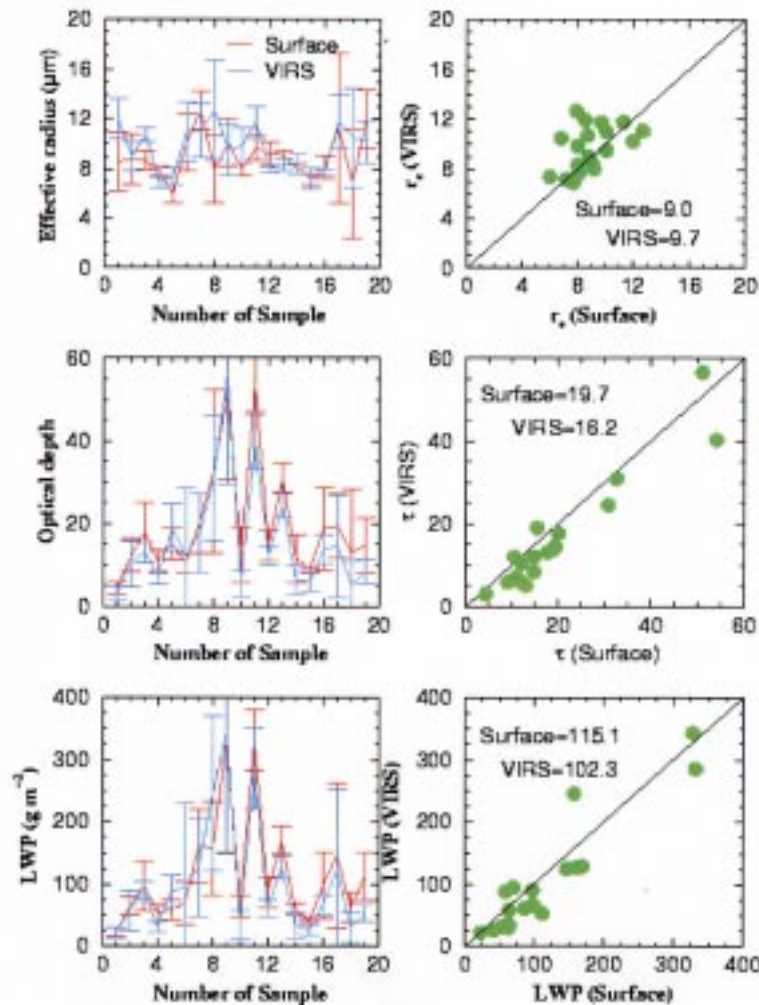 20
16
12
8
4
0
Effective radius (μm)
Surface
VIRS
0 4 8 12 16 20
Number of Sample
20
16
12
8
4
0
rₑ (VIRS)
Surface=9.0
VIRS=9.7
0 4 8 12 16 20
rₑ (Surface)
60
40
20
0
Optical depth
0 4 8 12 16 20
Number of Sample
60
40
20
0
τ (VIRS)
Surface=19.7
VIRS=16.2
0 20 40 60
τ (Surface)
400
300
200
100
0
LWP (g m⁻²)
0 4 8 12 16 20
Number of Sample
LWP (VIRS)
Surface=115.1
VIRS=102.3
0 100 200 300 400
LWP (Surface)